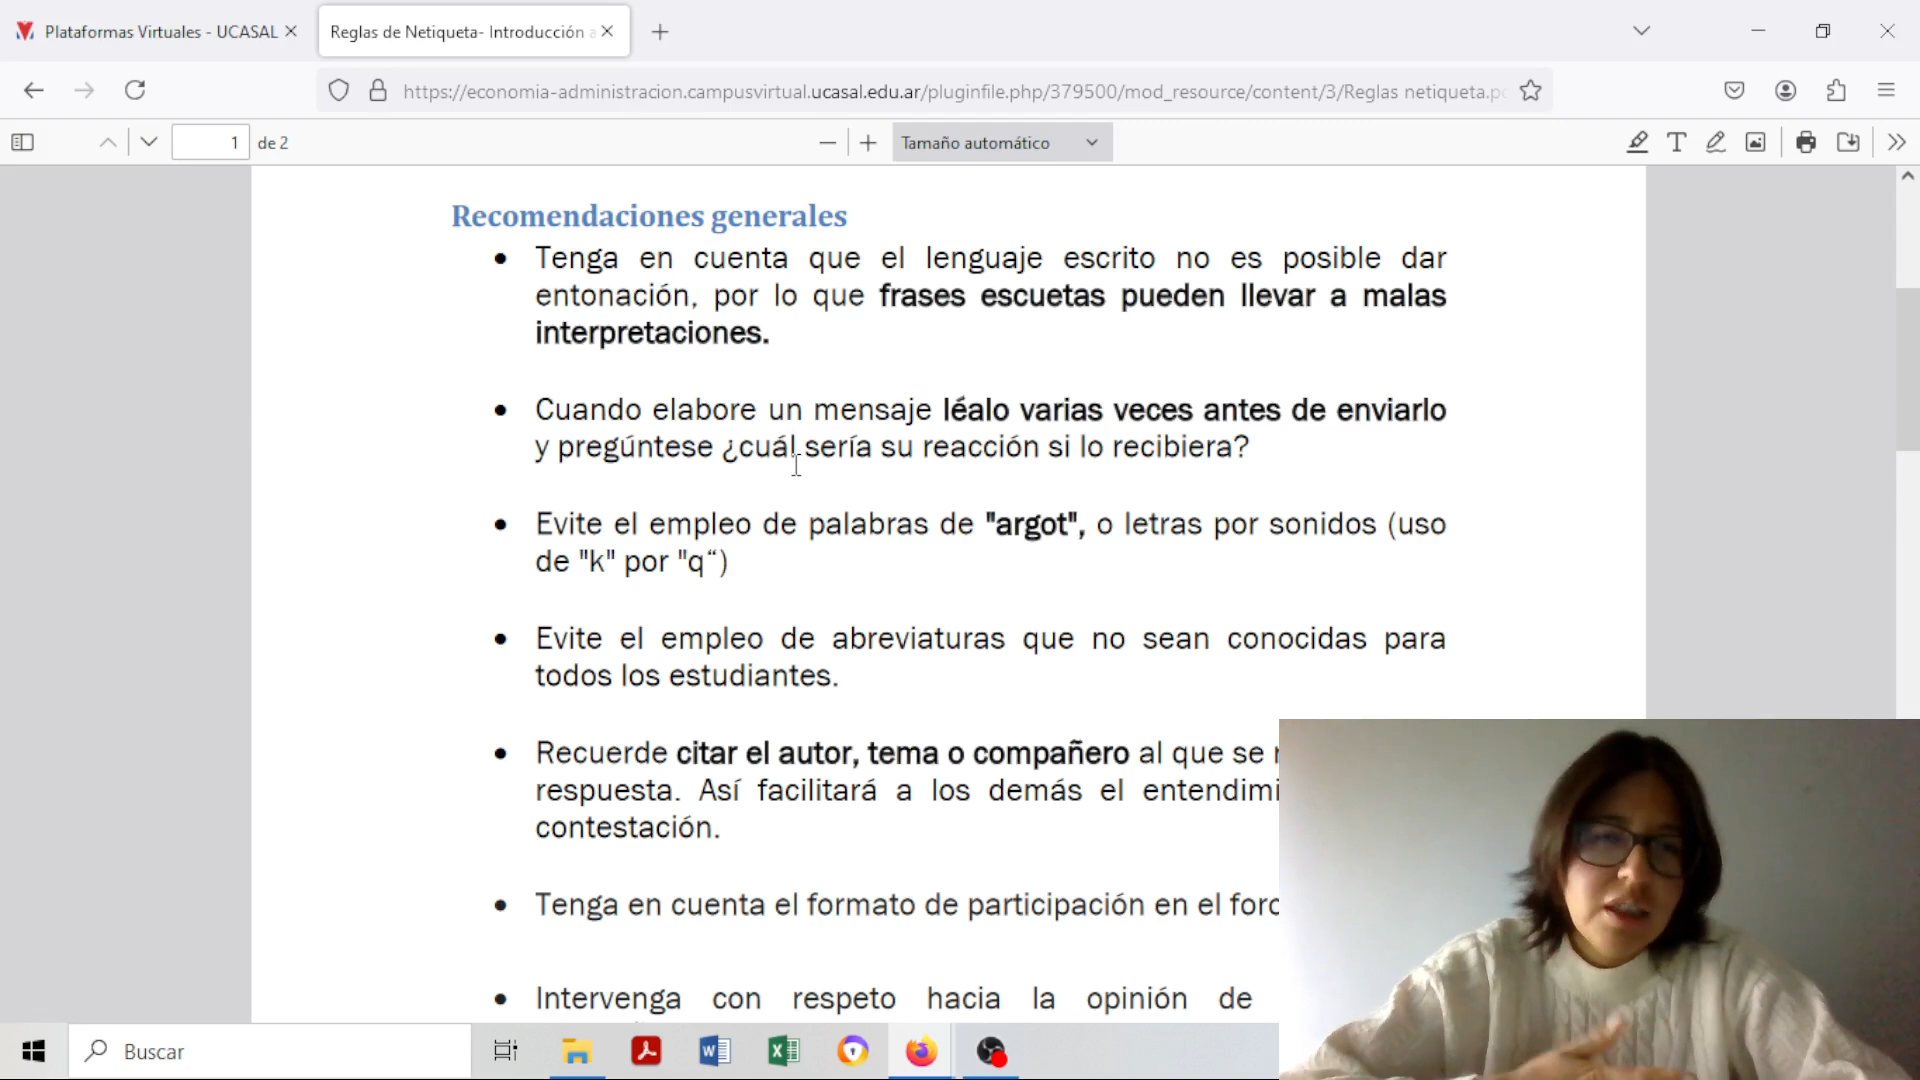 Plataformas Virtuales - UCASAL
Reglas de Netiqueta- Introducción a
https://economia-administracion.campusvirtual.ucasal.edu.ar/pluginfile.php/379500/mod_resource/content/3/Reglas netiqueta.pd
1 de 2
Tamaño automático
Recomendaciones generales
• Tenga en cuenta que el lenguaje escrito no es posible dar
entonación, por lo que frases escuetas pueden llevar a malas
interpretaciones.
• Cuando elabore un mensaje léalo varias veces antes de enviarlo
y pregúntese ¿cuál sería su reacción si lo recibiera?
• Evite el empleo de palabras de "argot", o letras por sonidos (uso
de "k" por "q“)
• Evite el empleo de abreviaturas que no sean conocidas para
todos los estudiantes.
• Recuerde citar el autor, tema o compañero al que se
respuesta. Así facilitará a los demás el entendimi
contestación.
• Tenga en cuenta el formato de participación en el foro
• Intervenga con respeto hacia la opinión de
Buscar